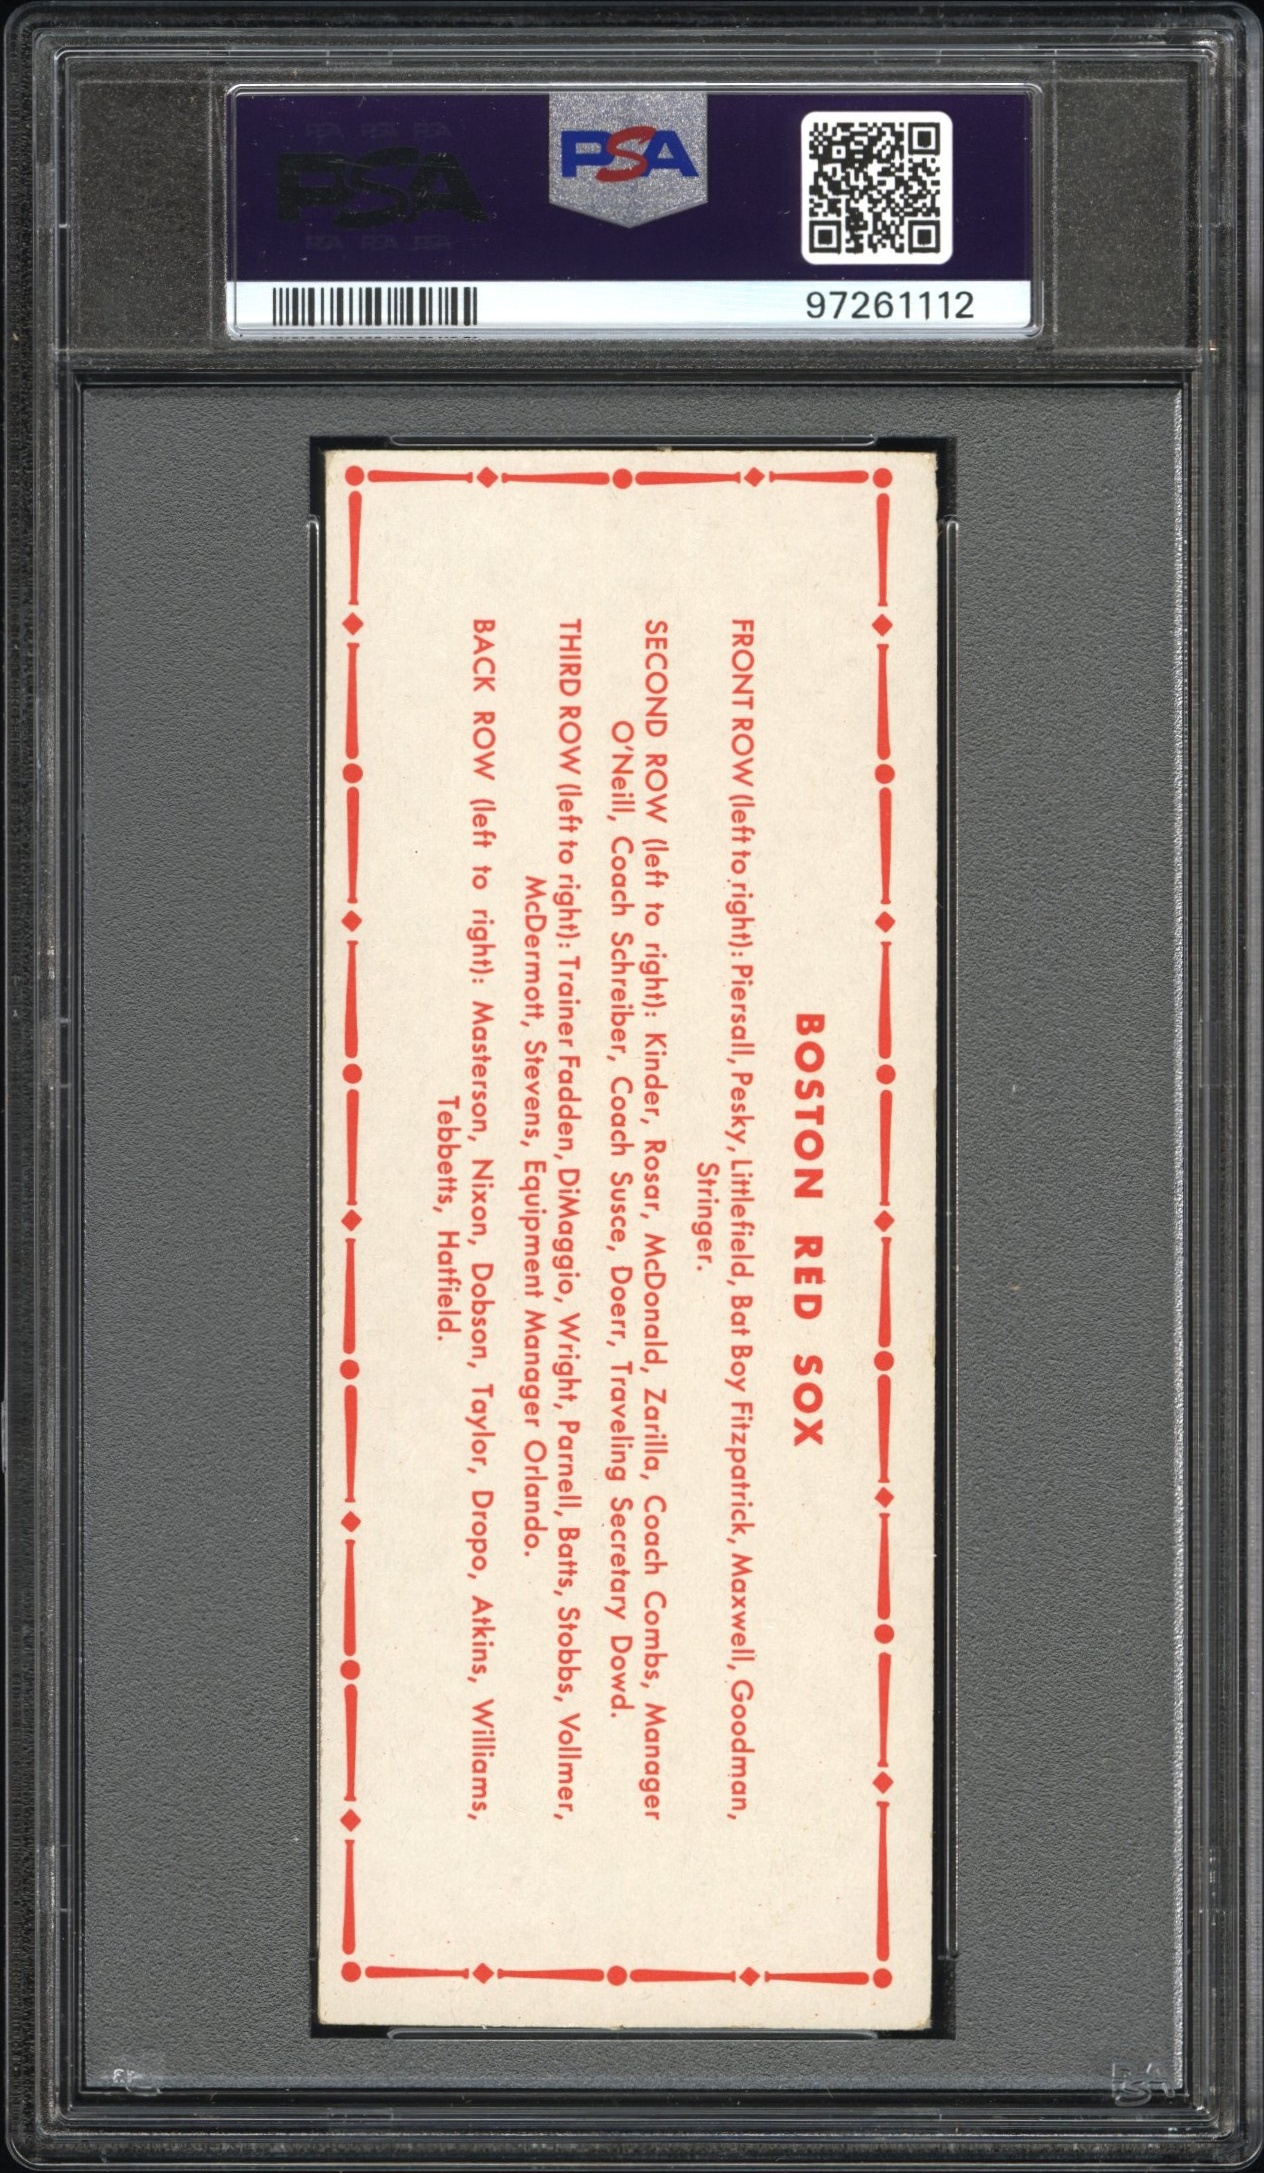 PSA
97261112
BOSTON RED SOX
FRONT ROW (left to right): Piersall, Pesky, Littlefield, Bat Boy Fitzpatrick, Maxwell, Goodman,
Stringer.
SECOND ROW (left to right): Kinder, Rosar, McDonald, Zarilla, Coach Combs, Manager
O'Neill, Coach Schreiber, Coach Susce, Doerr, Traveling Secretary Dowd.
THIRD ROW (left to right): Trainer Fadden, DiMaggio, Wright, Parnell, Batts, Stobbs, Vollmer,
McDermott, Stevens, Equipment Manager Orlando.
BACK ROW (left to right): Masterson, Nixon, Dobson, Taylor, Dropo, Atkins, Williams,
Tebbetts, Hatfield.
PSA